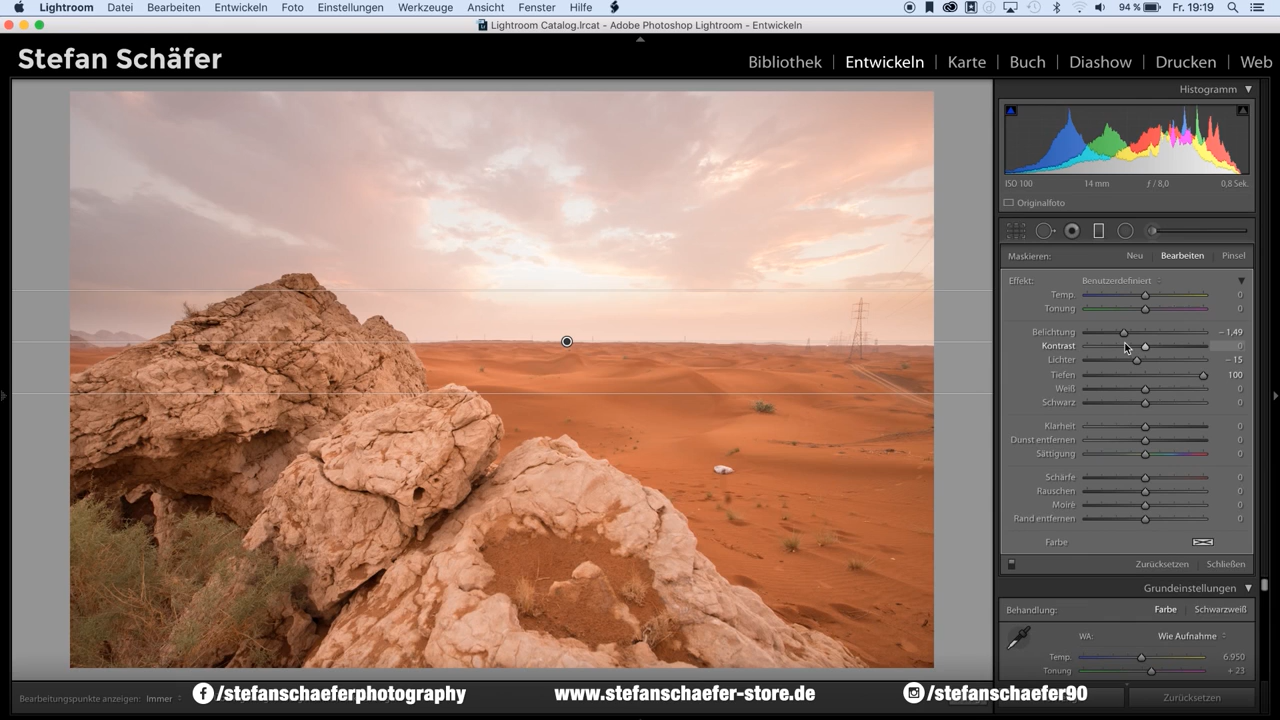 Lightroom Datei Bearbeiten Entwickeln Foto Einstellungen Werkzeuge Ansicht Fenster Hilfe 94 % Fr. 19:19
Lightroom Catalog.lrcat - Adobe Photoshop Lightroom - Entwickeln
Stefan Schäfer
Bibliothek | Entwickeln | Karte | Buch | Diashow | Drucken | Web
Histogramm
ISO 100 14 mm ƒ / 8,0 0,8 Sek.
Originalfoto
Maskieren: Neu Bearbeiten Pinsel
Effekt: Benutzerdefiniert
Temp. 0
Tonung 0
Belichtung – 1,49
Kontrast 0
Lichter – 15
Tiefen 100
Weiß 0
Schwarz 0
Klarheit 0
Dunst entfernen 0
Sättigung 0
Schärfe 0
Rauschen 0
Moiré 0
Rand entfernen 0
Farbe
Zurücksetzen Schließen
Grundeinstellungen
Behandlung: Farbe Schwarzweiß
WA: Wie Aufnahme
Temp. 6.950
Tonung + 23
Bearbeitungspunkte anzeigen: Immer
/stefanschaeferphotography www.stefanschaefer-store.de /stefanschaefer90
Zurücksetzen